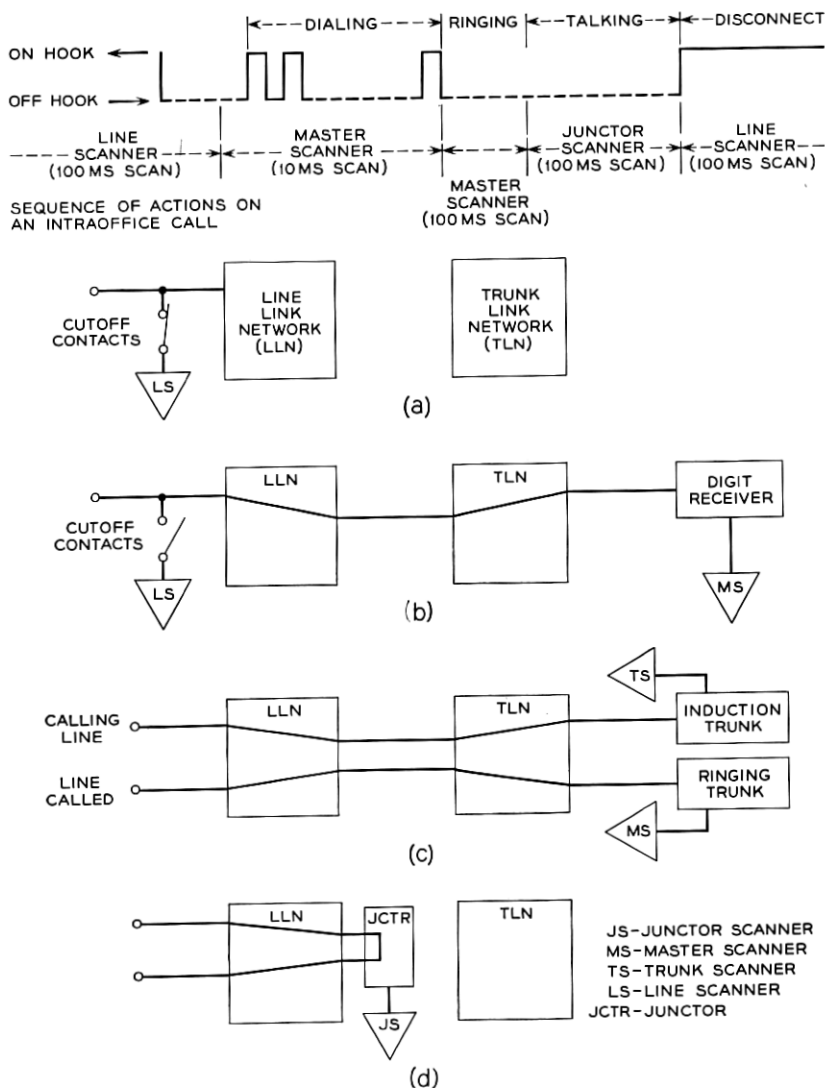 DIALING
RINGING
TALKING
DISCONNECT
ON HOOK
OFF HOOK
LINE
SCANNER
(100 MS SCAN)
MASTER
SCANNER
(10 MS SCAN)
JUNCTOR
SCANNER
(100 MS SCAN)
LINE
SCANNER
(100 MS SCAN)
MASTER
SCANNER
(100 MS SCAN)
SEQUENCE OF ACTIONS ON
AN INTRAOFFICE CALL
CUTOFF
CONTACTS
LS
LINE
LINK
NETWORK
(LLN)
TRUNK
LINK
NETWORK
(TLN)
(a)
CUTOFF
CONTACTS
LS
LLN
TLN
DIGIT
RECEIVER
MS
(b)
CALLING
LINE
LINE
CALLED
LLN
TLN
TS
INDUCTION
TRUNK
RINGING
TRUNK
MS
(c)
LLN
JCTR
JS
TLN
JS-JUNCTOR SCANNER
MS-MASTER SCANNER
TS-TRUNK SCANNER
LS-LINE SCANNER
JCTR-JUNCTOR
(d)